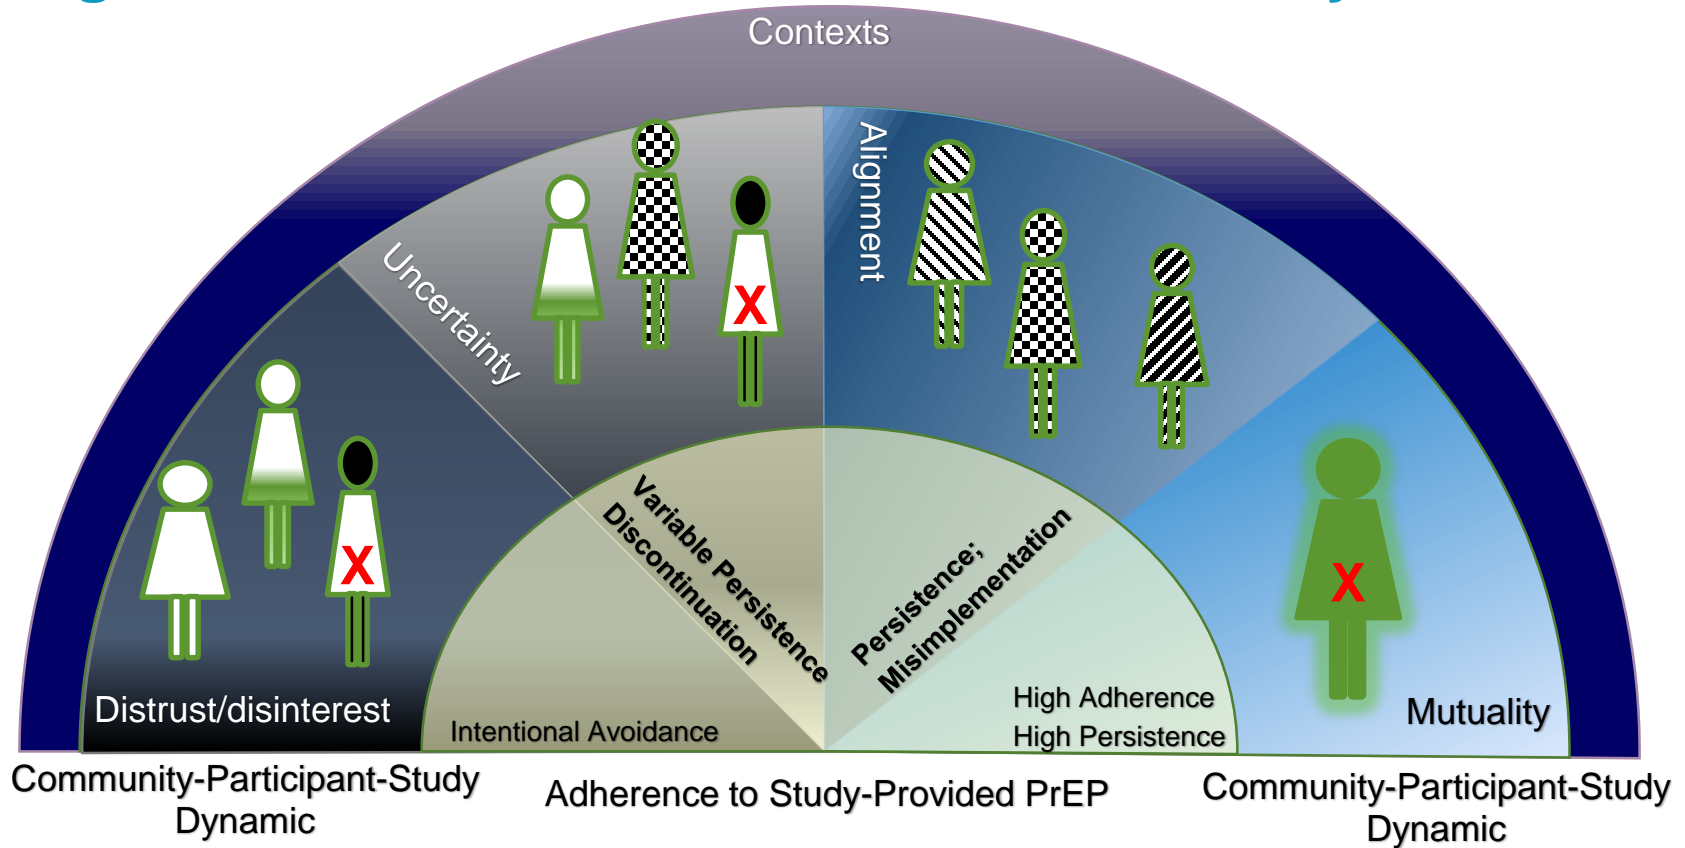 Contexts
Alignment
Uncertainty
X
X
X
Variable Persistence
Discontinuation
Persistence;
Misimplementation
Distrust/disinterest
Intentional Avoidance
High Adherence
High Persistence
Mutuality
Community-Participant-Study
Dynamic
Adherence to Study-Provided PrEP
Community-Participant-Study
Dynamic